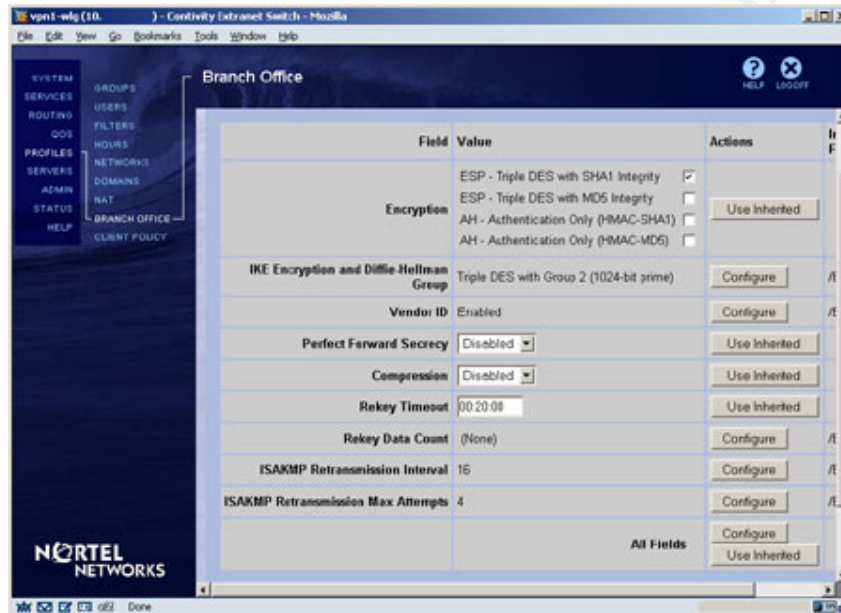 vpn1-wlg (10. ) - Contivity Extranet Switch - Mozilla
File Edit View Go Bookmarks Tools Window Help
Branch Office
HELP LOGOFF
SYSTEM
SERVICES
ROUTING
QOS
PROFILES
SERVERS
ADMIN
STATUS
HELP
GROUPS
USERS
FILTERS
HOURS
NETWORKS
DOMAINS
NAT
BRANCH OFFICE
CLIENT POLICY
Field Value Actions
Encryption
ESP - Triple DES with SHA1 Integrity
ESP - Triple DES with MD5 Integrity
AH - Authentication Only (HMAC-SHA1)
AH - Authentication Only (HMAC-MD5)
Use Inherited
IKE Encryption and Diffie-Hellman Group Triple DES with Group 2 (1024-bit prime) Configure
Vendor ID Enabled Configure
Perfect Forward Secrecy Disabled Use Inherited
Compression Disabled Use Inherited
Rekey Timeout 00:20:00 Use Inherited
Rekey Data Count (None) Configure
ISAKMP Retransmission Interval 16 Configure
ISAKMP Retransmission Max Attempts 4 Configure
All Fields Configure
Use Inherited
NORTEL
NETWORKS
Done